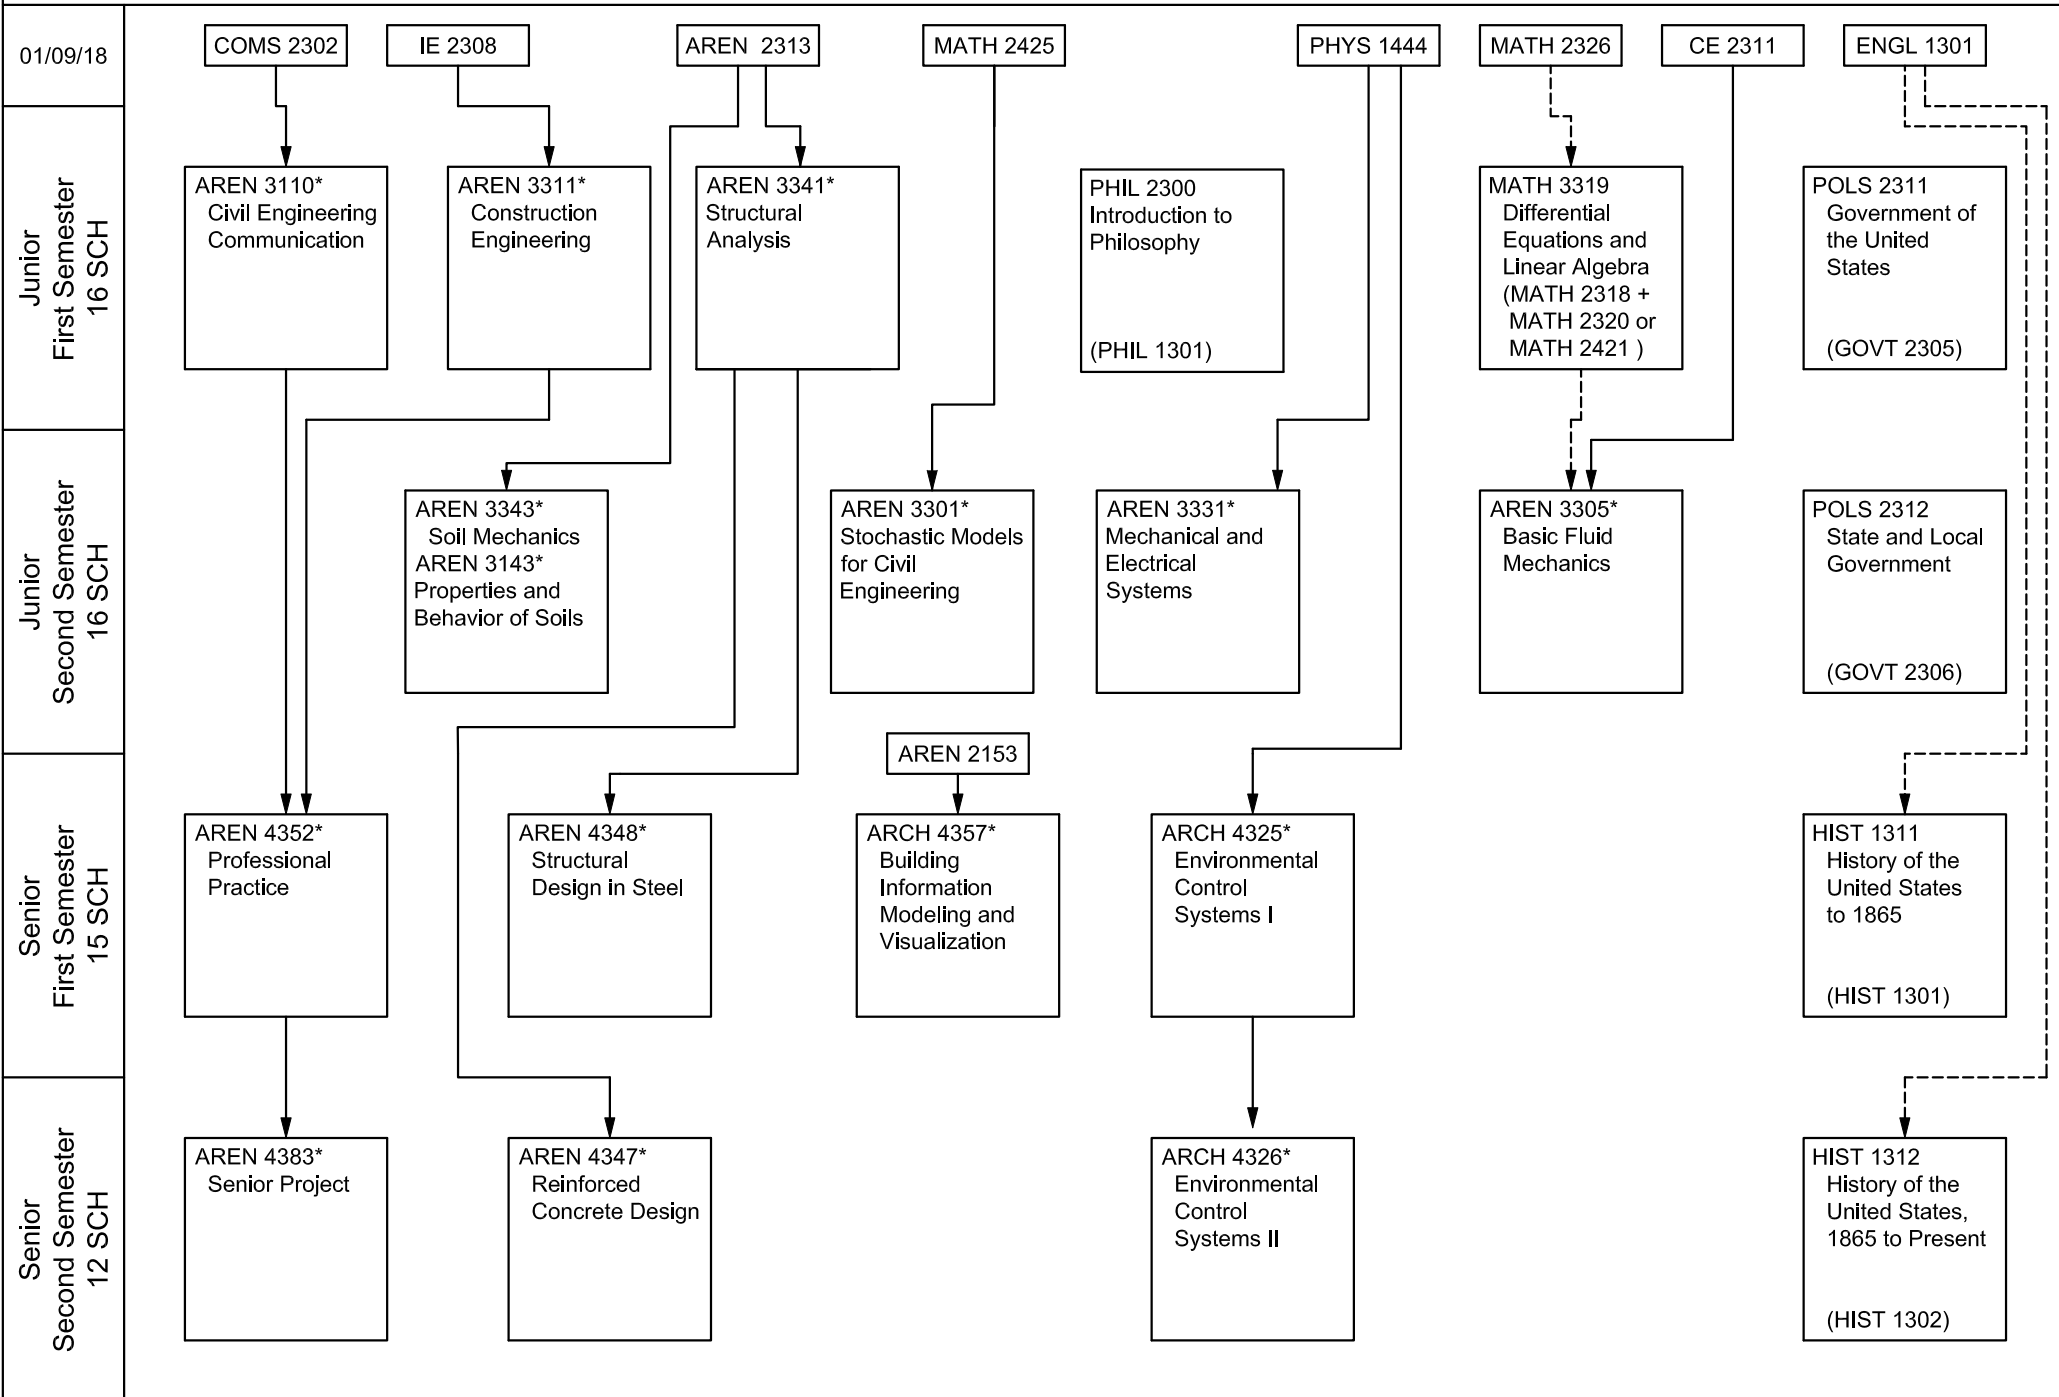 01/09/18
COMS 2302
IE 2308
AREN 2313
MATH 2425
PHYS 1444
MATH 2326
CE 2311
ENGL 1301
Junior
First Semester
16 SCH
AREN 3110*
Civil Engineering
Communication
AREN 3311*
Construction
Engineering
AREN 3341*
Structural
Analysis
PHIL 2300
Introduction to
Philosophy
(PHIL 1301)
MATH 3319
Differential
Equations and
Linear Algebra
(MATH 2318 +
MATH 2320 or
MATH 2421 )
POLS 2311
Government of
the United
States
(GOVT 2305)
Junior
Second Semester
16 SCH
AREN 3343*
Soil Mechanics
AREN 3143*
Properties and
Behavior of Soils
AREN 3301*
Stochastic Models
for Civil
Engineering
AREN 3331*
Mechanical and
Electrical
Systems
AREN 3305*
Basic Fluid
Mechanics
POLS 2312
State and Local
Government
(GOVT 2306)
AREN 2153
Senior
First Semester
15 SCH
AREN 4352*
Professional
Practice
AREN 4348*
Structural
Design in Steel
ARCH 4357*
Building
Information
Modeling and
Visualization
ARCH 4325*
Environmental
Control
Systems I
HIST 1311
History of the
United States
to 1865
(HIST 1301)
Senior
Second Semester
12 SCH
AREN 4383*
Senior Project
AREN 4347*
Reinforced
Concrete Design
ARCH 4326*
Environmental
Control
Systems II
HIST 1312
History of the
United States,
1865 to Present
(HIST 1302)